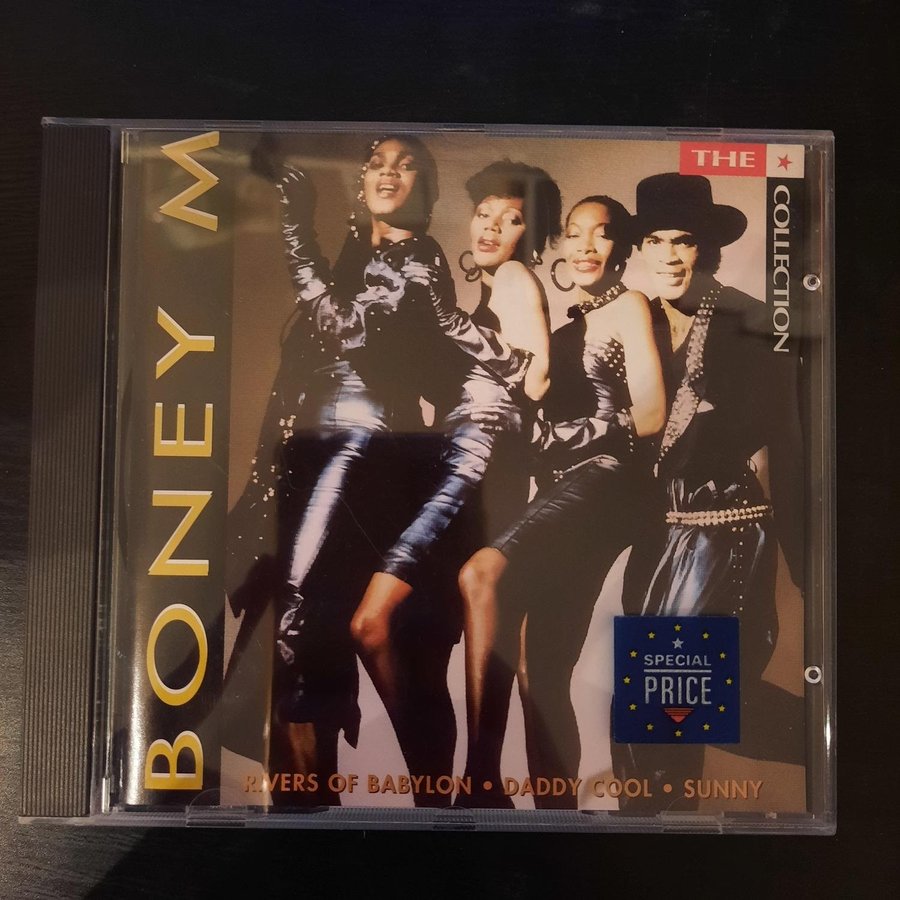 BONEY M
THE
COLLECTION
SPECIAL
PRICE
RIVERS OF BABYLON • DADDY COOL • SUNNY